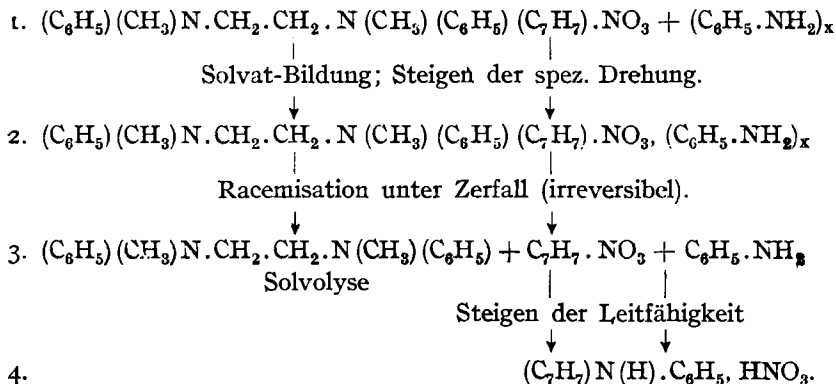 1. (C₆H₅)(CH₃)N.CH₂.CH₂.N(CH₃)(C₆H₅)(C₇H₇).NO₃ + (C₆H₅.NH₂)ₓ
Solvat-Bildung; Steigen der spez. Drehung.
2. (C₆H₅)(CH₃)N.CH₂.CH₂.N(CH₃)(C₆H₅)(C₇H₇).NO₃, (C₆H₅.NH₂)ₓ
Racemisation unter Zerfall (irreversibel).
3. (C₆H₅)(CH₃)N.CH₂.CH₂.N(CH₃)(C₆H₅) + C₇H₇.NO₃ + C₆H₅.NH₂
Solvolyse
Steigen der Leitfähigkeit
4. (C₇H₇)N(H).C₆H₅, HNO₃.